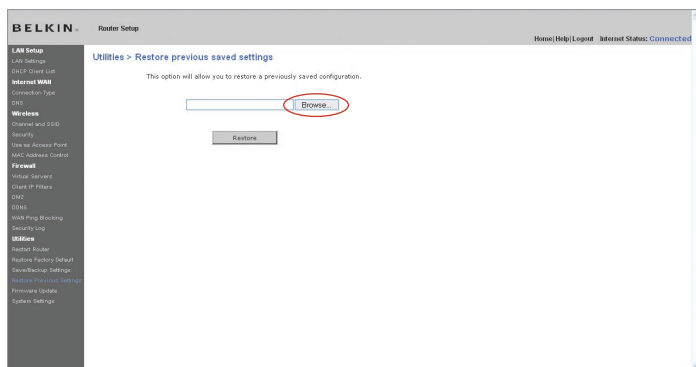 BELKIN®
Router Setup
Home|Help|Logout Internet Status: Connected
LAN Setup
LAN Settings
DHCP Client List
Internet WAN
Connection Type
DNS
Wireless
Channel and SSID
Security
Use as Access Point
MAC Address Control
Firewall
Virtual Servers
Client IP Filters
DMZ
DDNS
WAN Ping Blocking
Security Log
Utilities
Restart Router
Restore Factory Default
Save/Backup Settings
Restore Previous Settings
Firmware Update
System Settings
Utilities > Restore previous saved settings
This option will allow you to restore a previously saved configuration.
Browse...
Restore